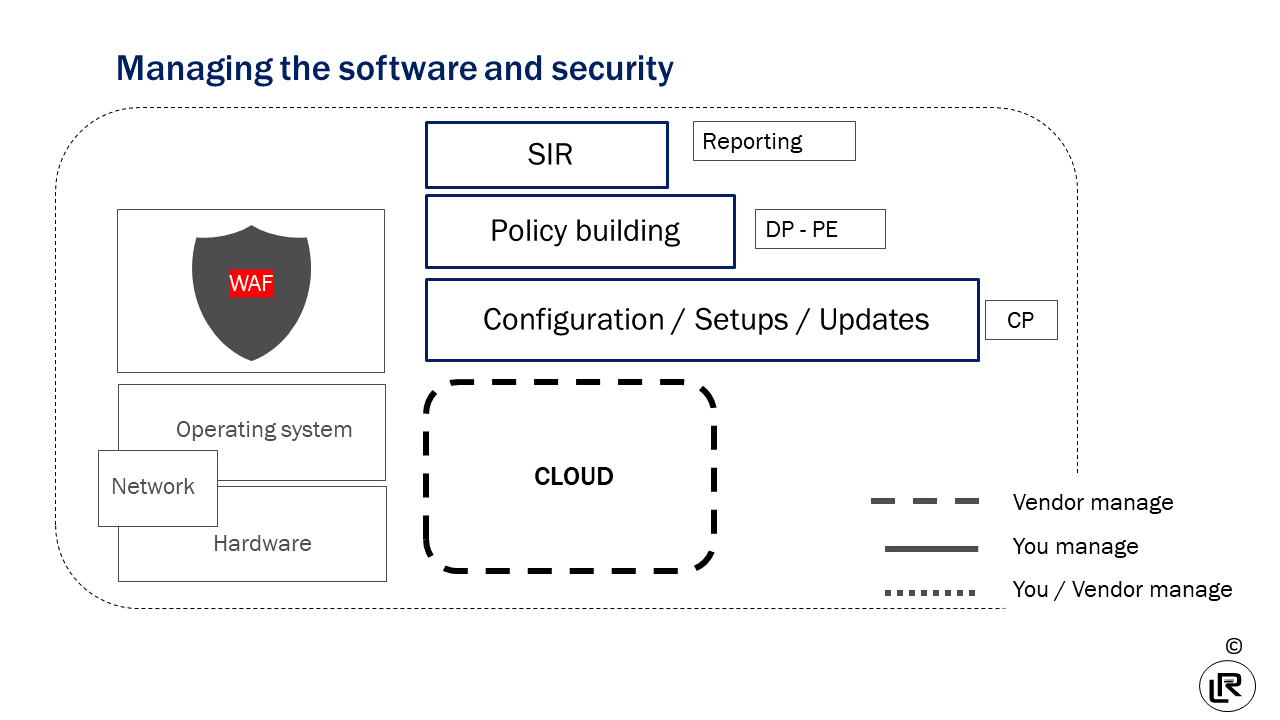 Managing the software and security
SIR
Reporting
Policy building
DP - PE
WAF
Configuration / Setups / Updates
CP
Operating system
Network
Hardware
CLOUD
Vendor manage
You manage
You / Vendor manage
©